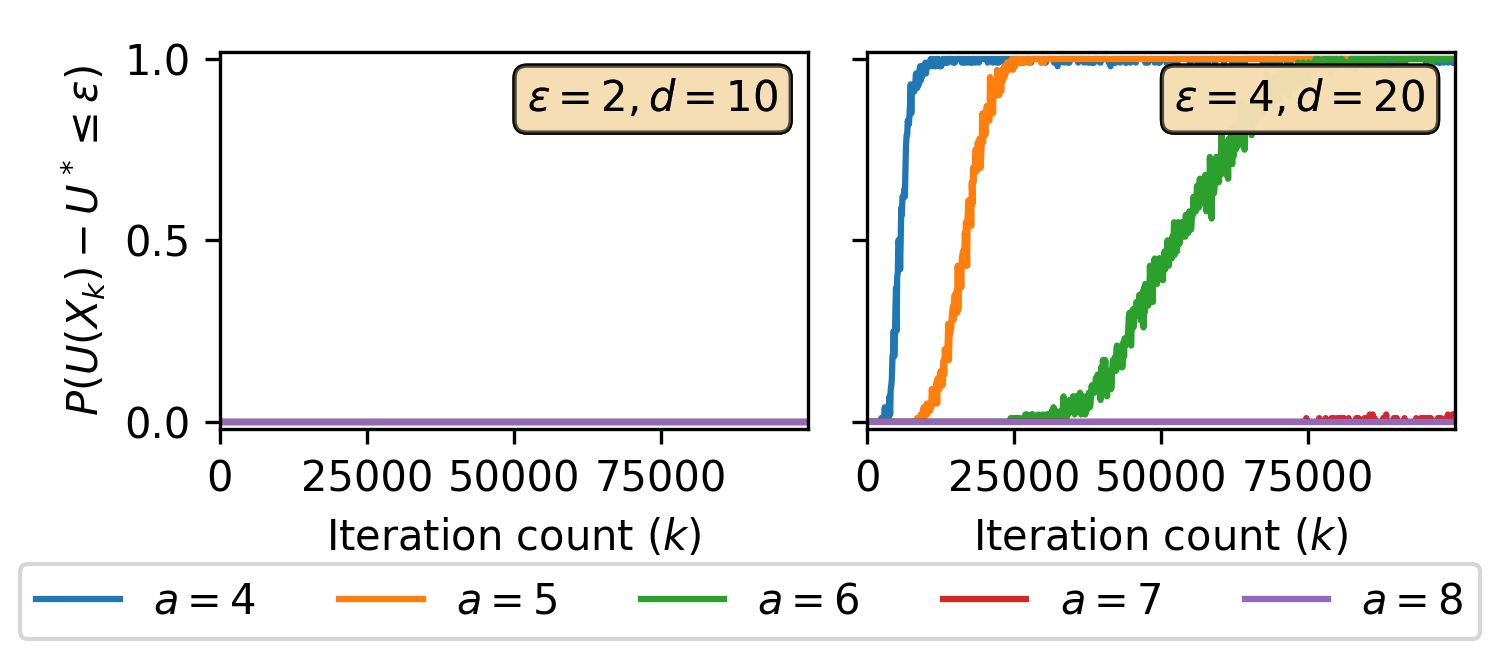 P(U(X_k) − U* ≤ ε)
1.0
0.5
0.0
ε = 2, d = 10
0 25000 50000 75000
Iteration count (k)
ε = 4, d = 20
0 25000 50000 75000
Iteration count (k)
a = 4 a = 5 a = 6 a = 7 a = 8